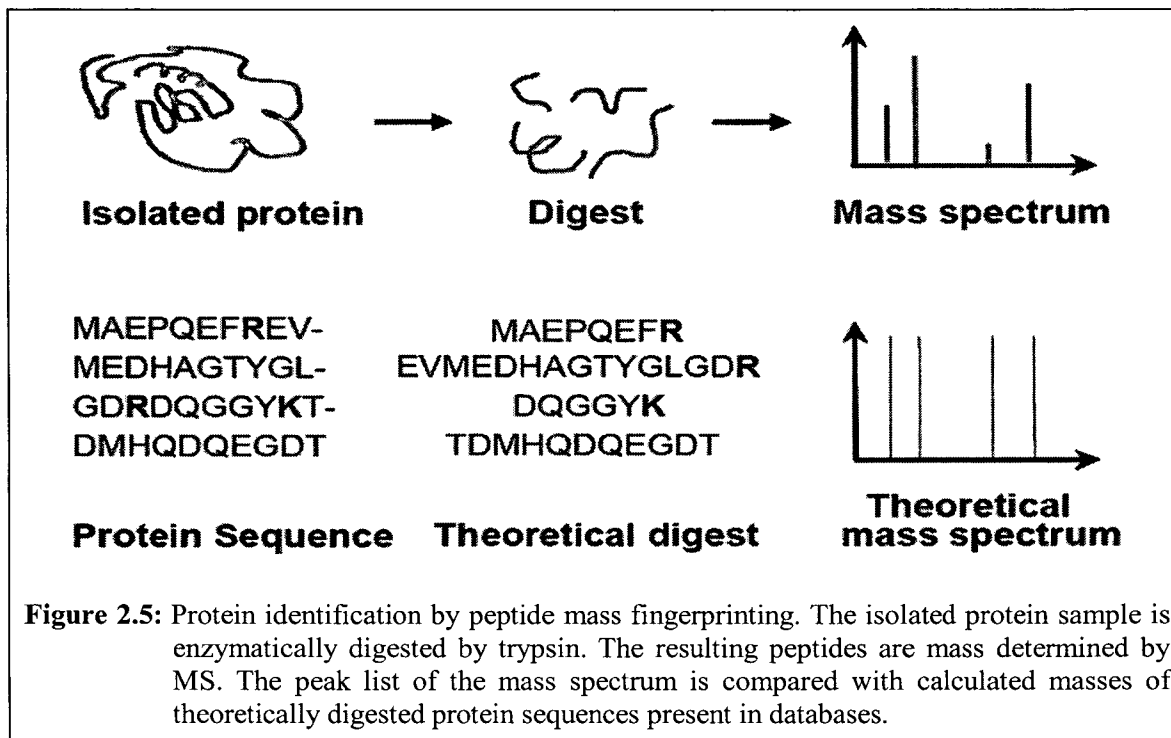 Isolated protein
Digest
Mass spectrum
MAEPQEFREV-
MEDHAGTYGL-
GDRDQGGYKT-
DMHQDQEGDT
MAEPQEFR
EVMEDHAGTYGLGDR
DQGGYK
TDMHQDQEGDT
Protein Sequence
Theoretical digest
Theoretical
mass spectrum
Figure 2.5: Protein identification by peptide mass fingerprinting. The isolated protein sample is
enzymatically digested by trypsin. The resulting peptides are mass determined by
MS. The peak list of the mass spectrum is compared with calculated masses of
theoretically digested protein sequences present in databases.